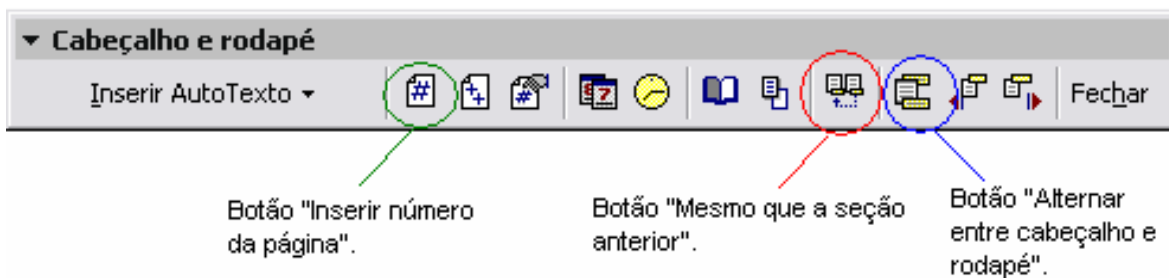 Cabeçalho e rodapé
Inserir AutoTexto
Fechar
Botão "Inserir número
da página".
Botão "Mesmo que a seção
anterior".
Botão "Alternar
entre cabeçalho e
rodapé".